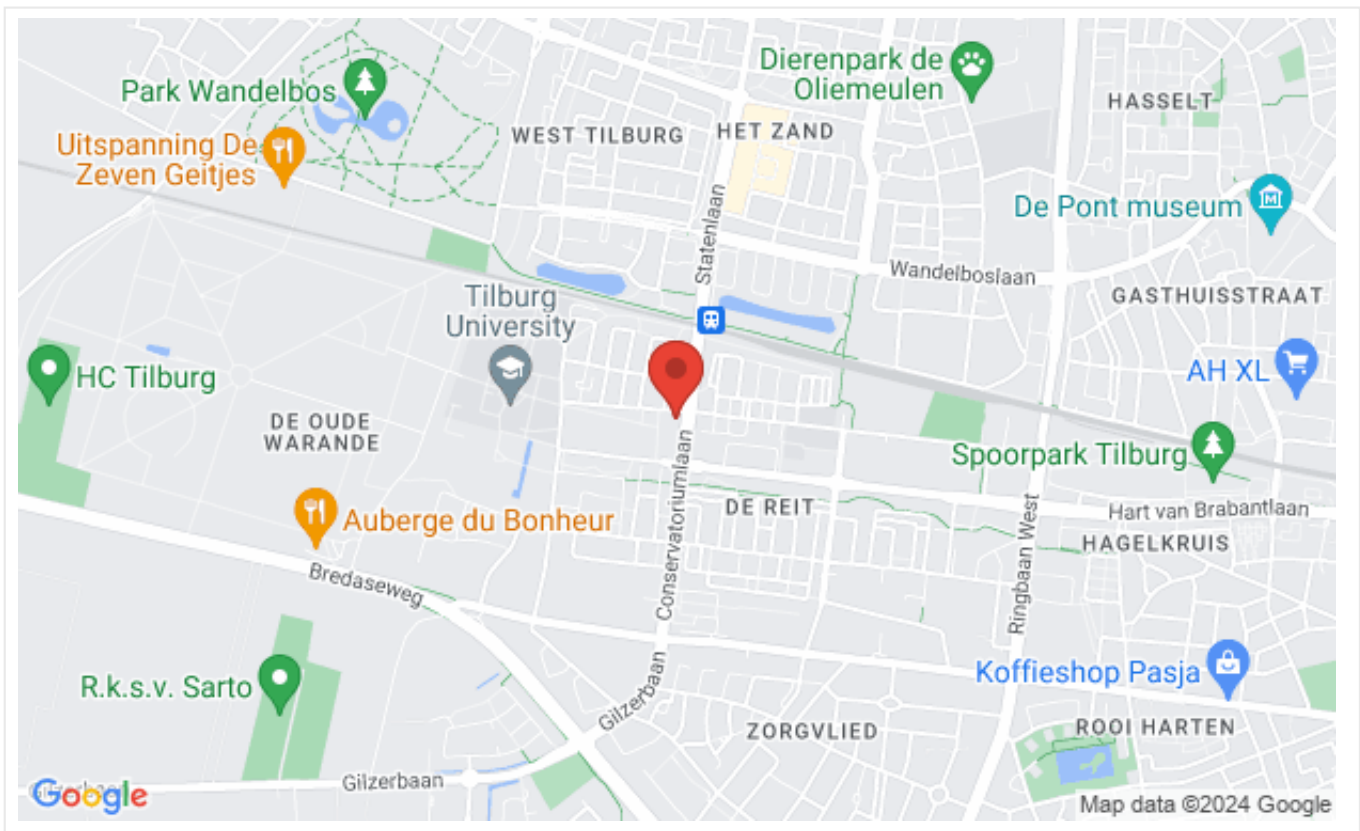 Park Wandelbos
Uitspanning De
Zeven Geitjes
WEST TILBURG
HET ZAND
Dierenpark de
Oliemeulen
HASSELT
De Pont museum
Statenlaan
Wandelboslaan
GASTHUISSTRAAT
Tilburg
University
HC Tilburg
AH XL
DE OUDE
WARANDE
Spoorpark Tilburg
Conservatoriumlaan
DE REIT
Hart van Brabantlaan
HAGELKRUIS
Auberge du Bonheur
Bredaseweg
Ringbaan West
R.k.s.v. Sarto
Gilzerbaan
Koffieshop Pasja
ZORGVLIED
ROOI HARTEN
Gilzerbaan
Gilzerbaan
Google
Map data ©2024 Google